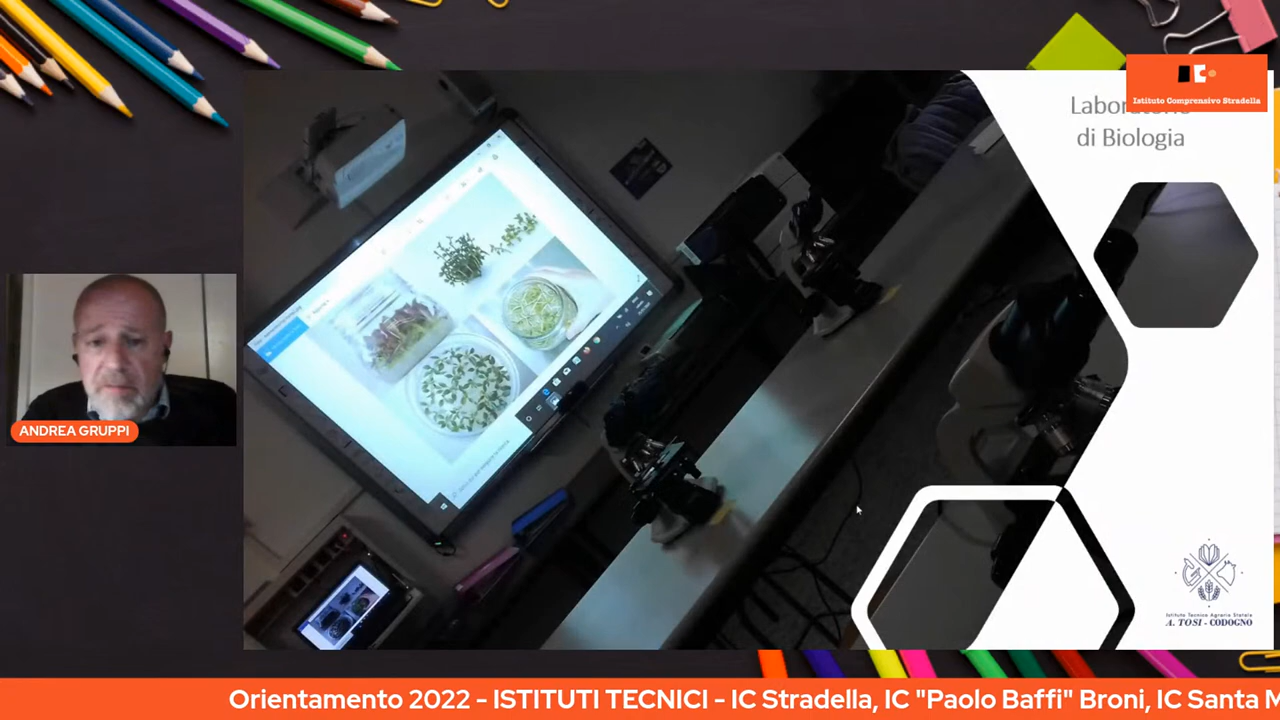 Istituto Comprensivo Stradella
di Biologia
ANDREA GRUPPI
Istituto Tecnico Agrario Statale
A. TOSI - CODOGNO
Orientamento 2022 - ISTITUTI TECNICI - IC Stradella, IC "Paolo Baffi" Broni, IC Santa M